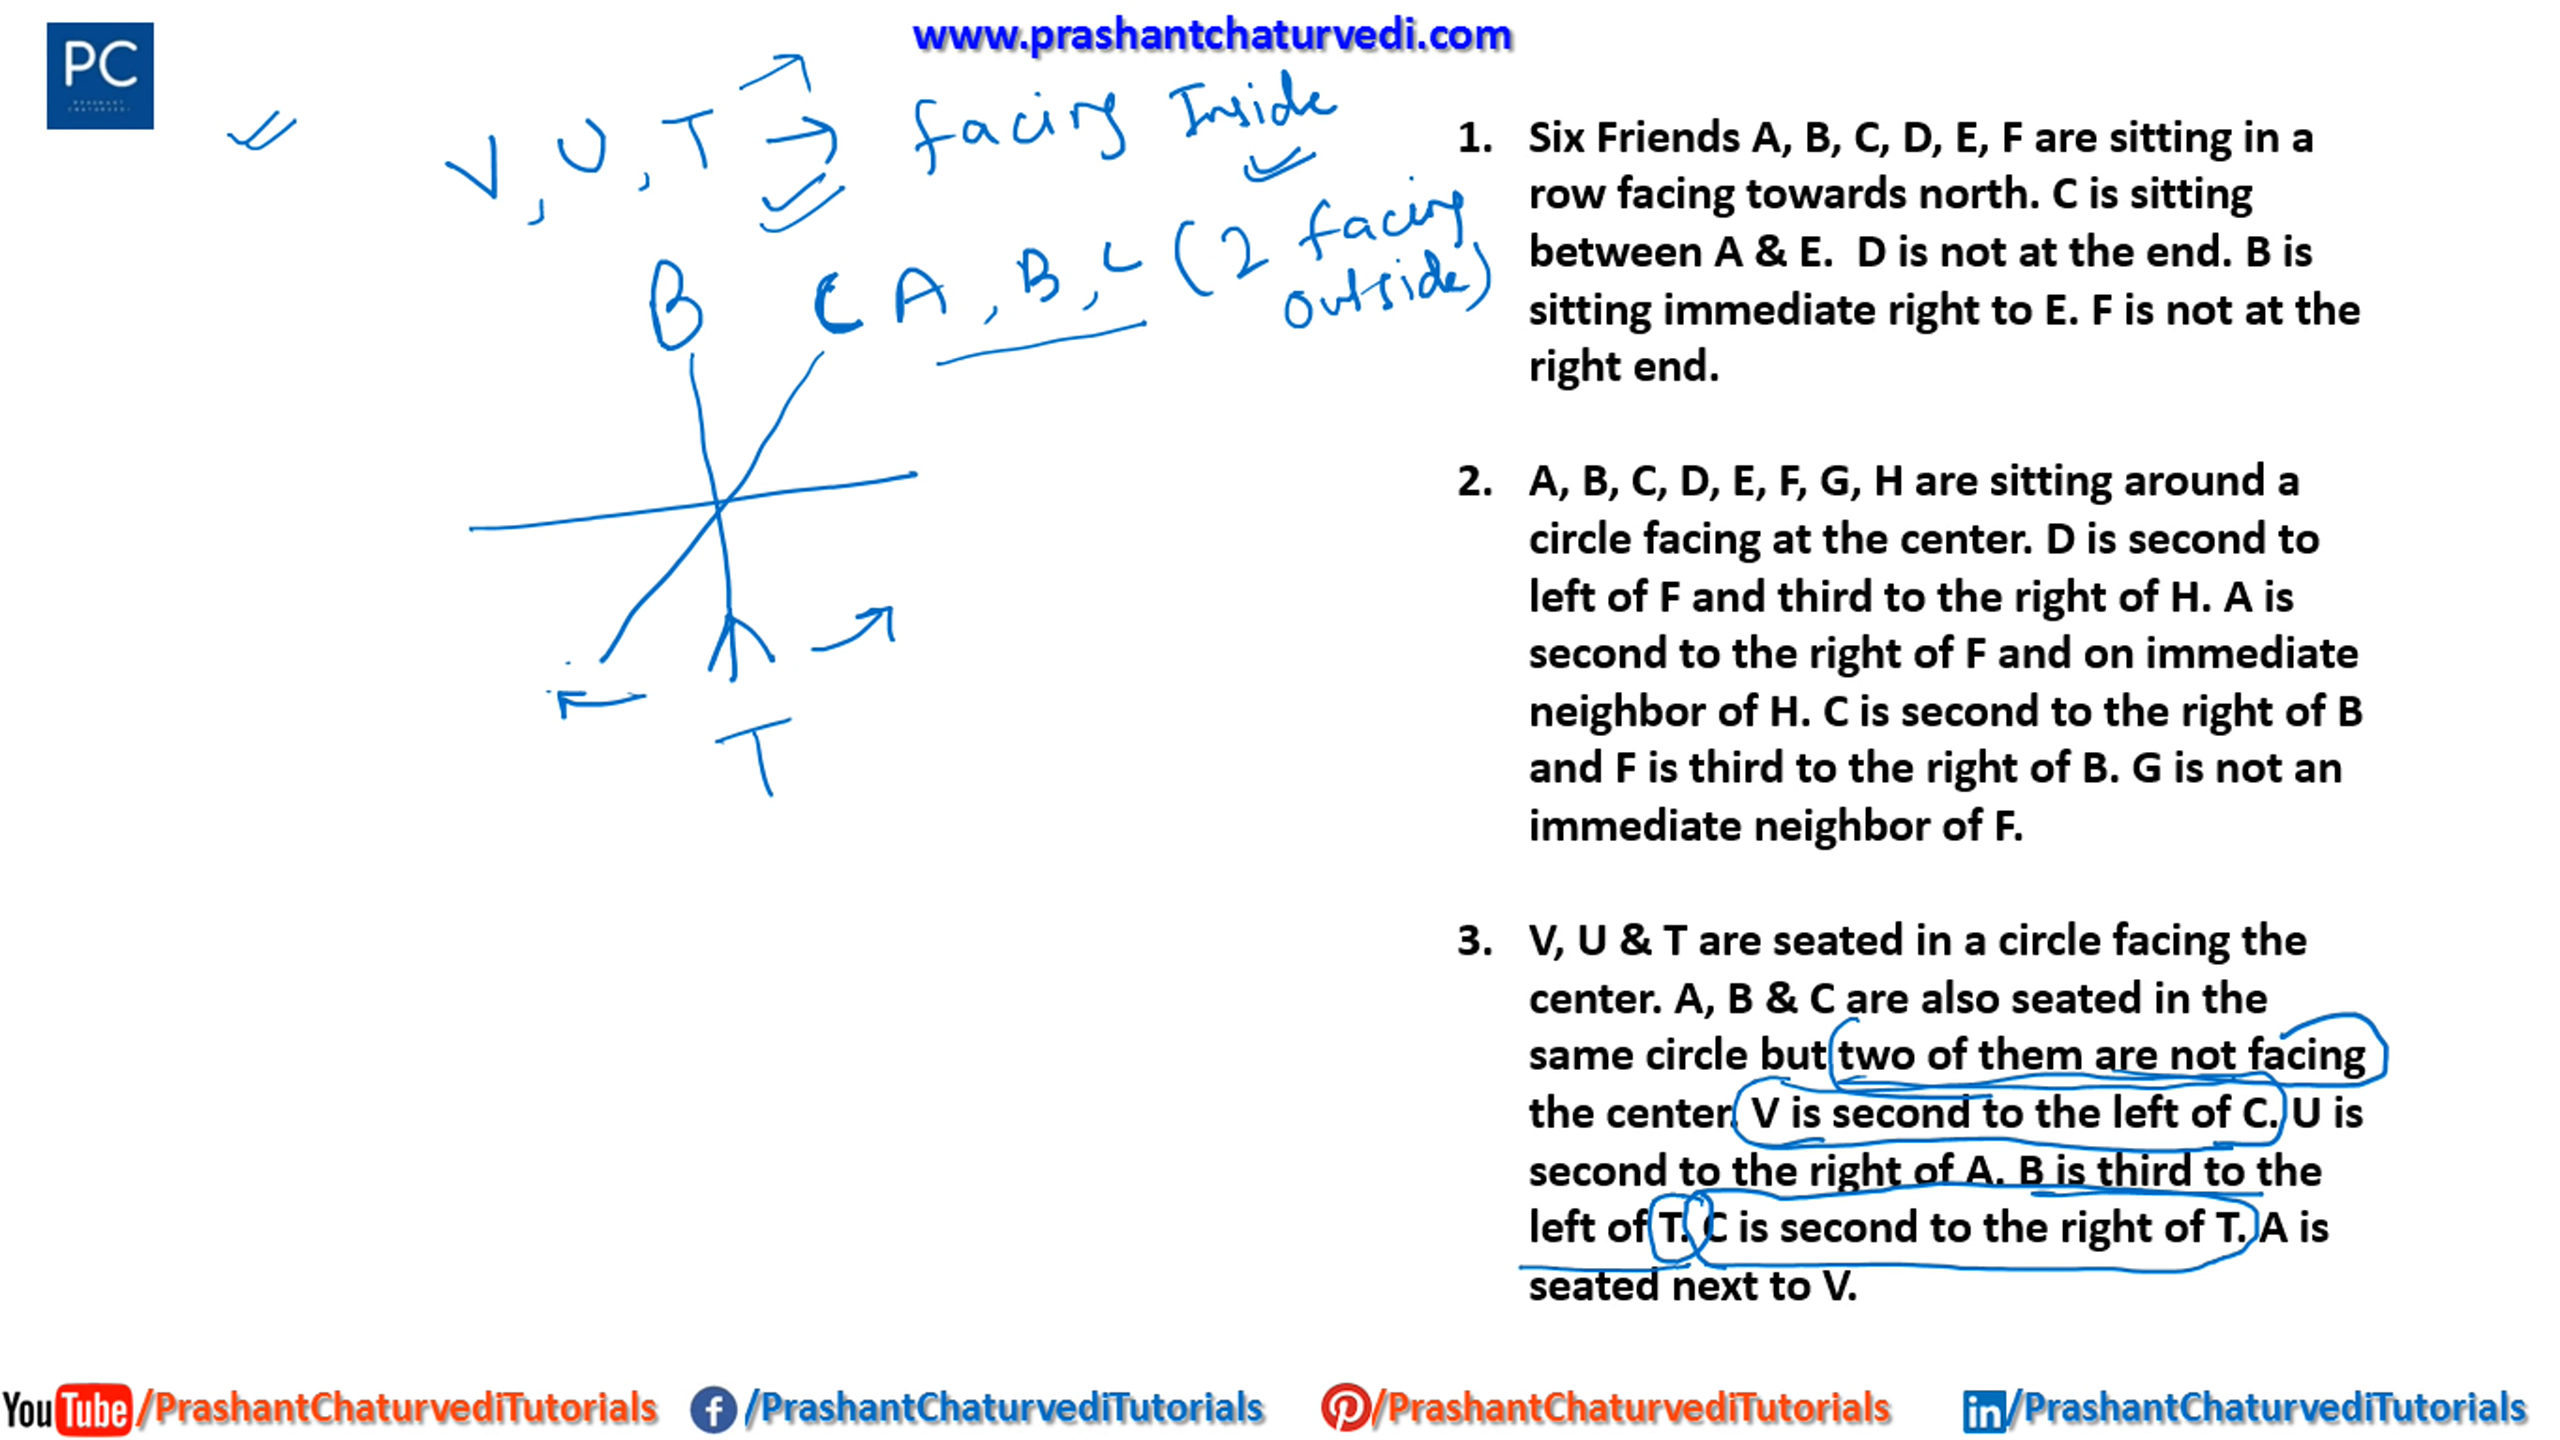 www.prashantchaturvedi.com
PC
PRASHANT
CHATURVEDI
V, U, T → facing Inside
B C A, B, C (2 facing
outside)
T
1. Six Friends A, B, C, D, E, F are sitting in a
row facing towards north. C is sitting
between A & E. D is not at the end. B is
sitting immediate right to E. F is not at the
right end.
2. A, B, C, D, E, F, G, H are sitting around a
circle facing at the center. D is second to
left of F and third to the right of H. A is
second to the right of F and on immediate
neighbor of H. C is second to the right of B
and F is third to the right of B. G is not an
immediate neighbor of F.
3. V, U & T are seated in a circle facing the
center. A, B & C are also seated in the
same circle but two of them are not facing
the center. V is second to the left of C. U is
second to the right of A. B is third to the
left of T. C is second to the right of T. A is
seated next to V.
YouTube /PrashantChaturvediTutorials f /PrashantChaturvediTutorials /PrashantChaturvediTutorials in /PrashantChaturvediTutorials